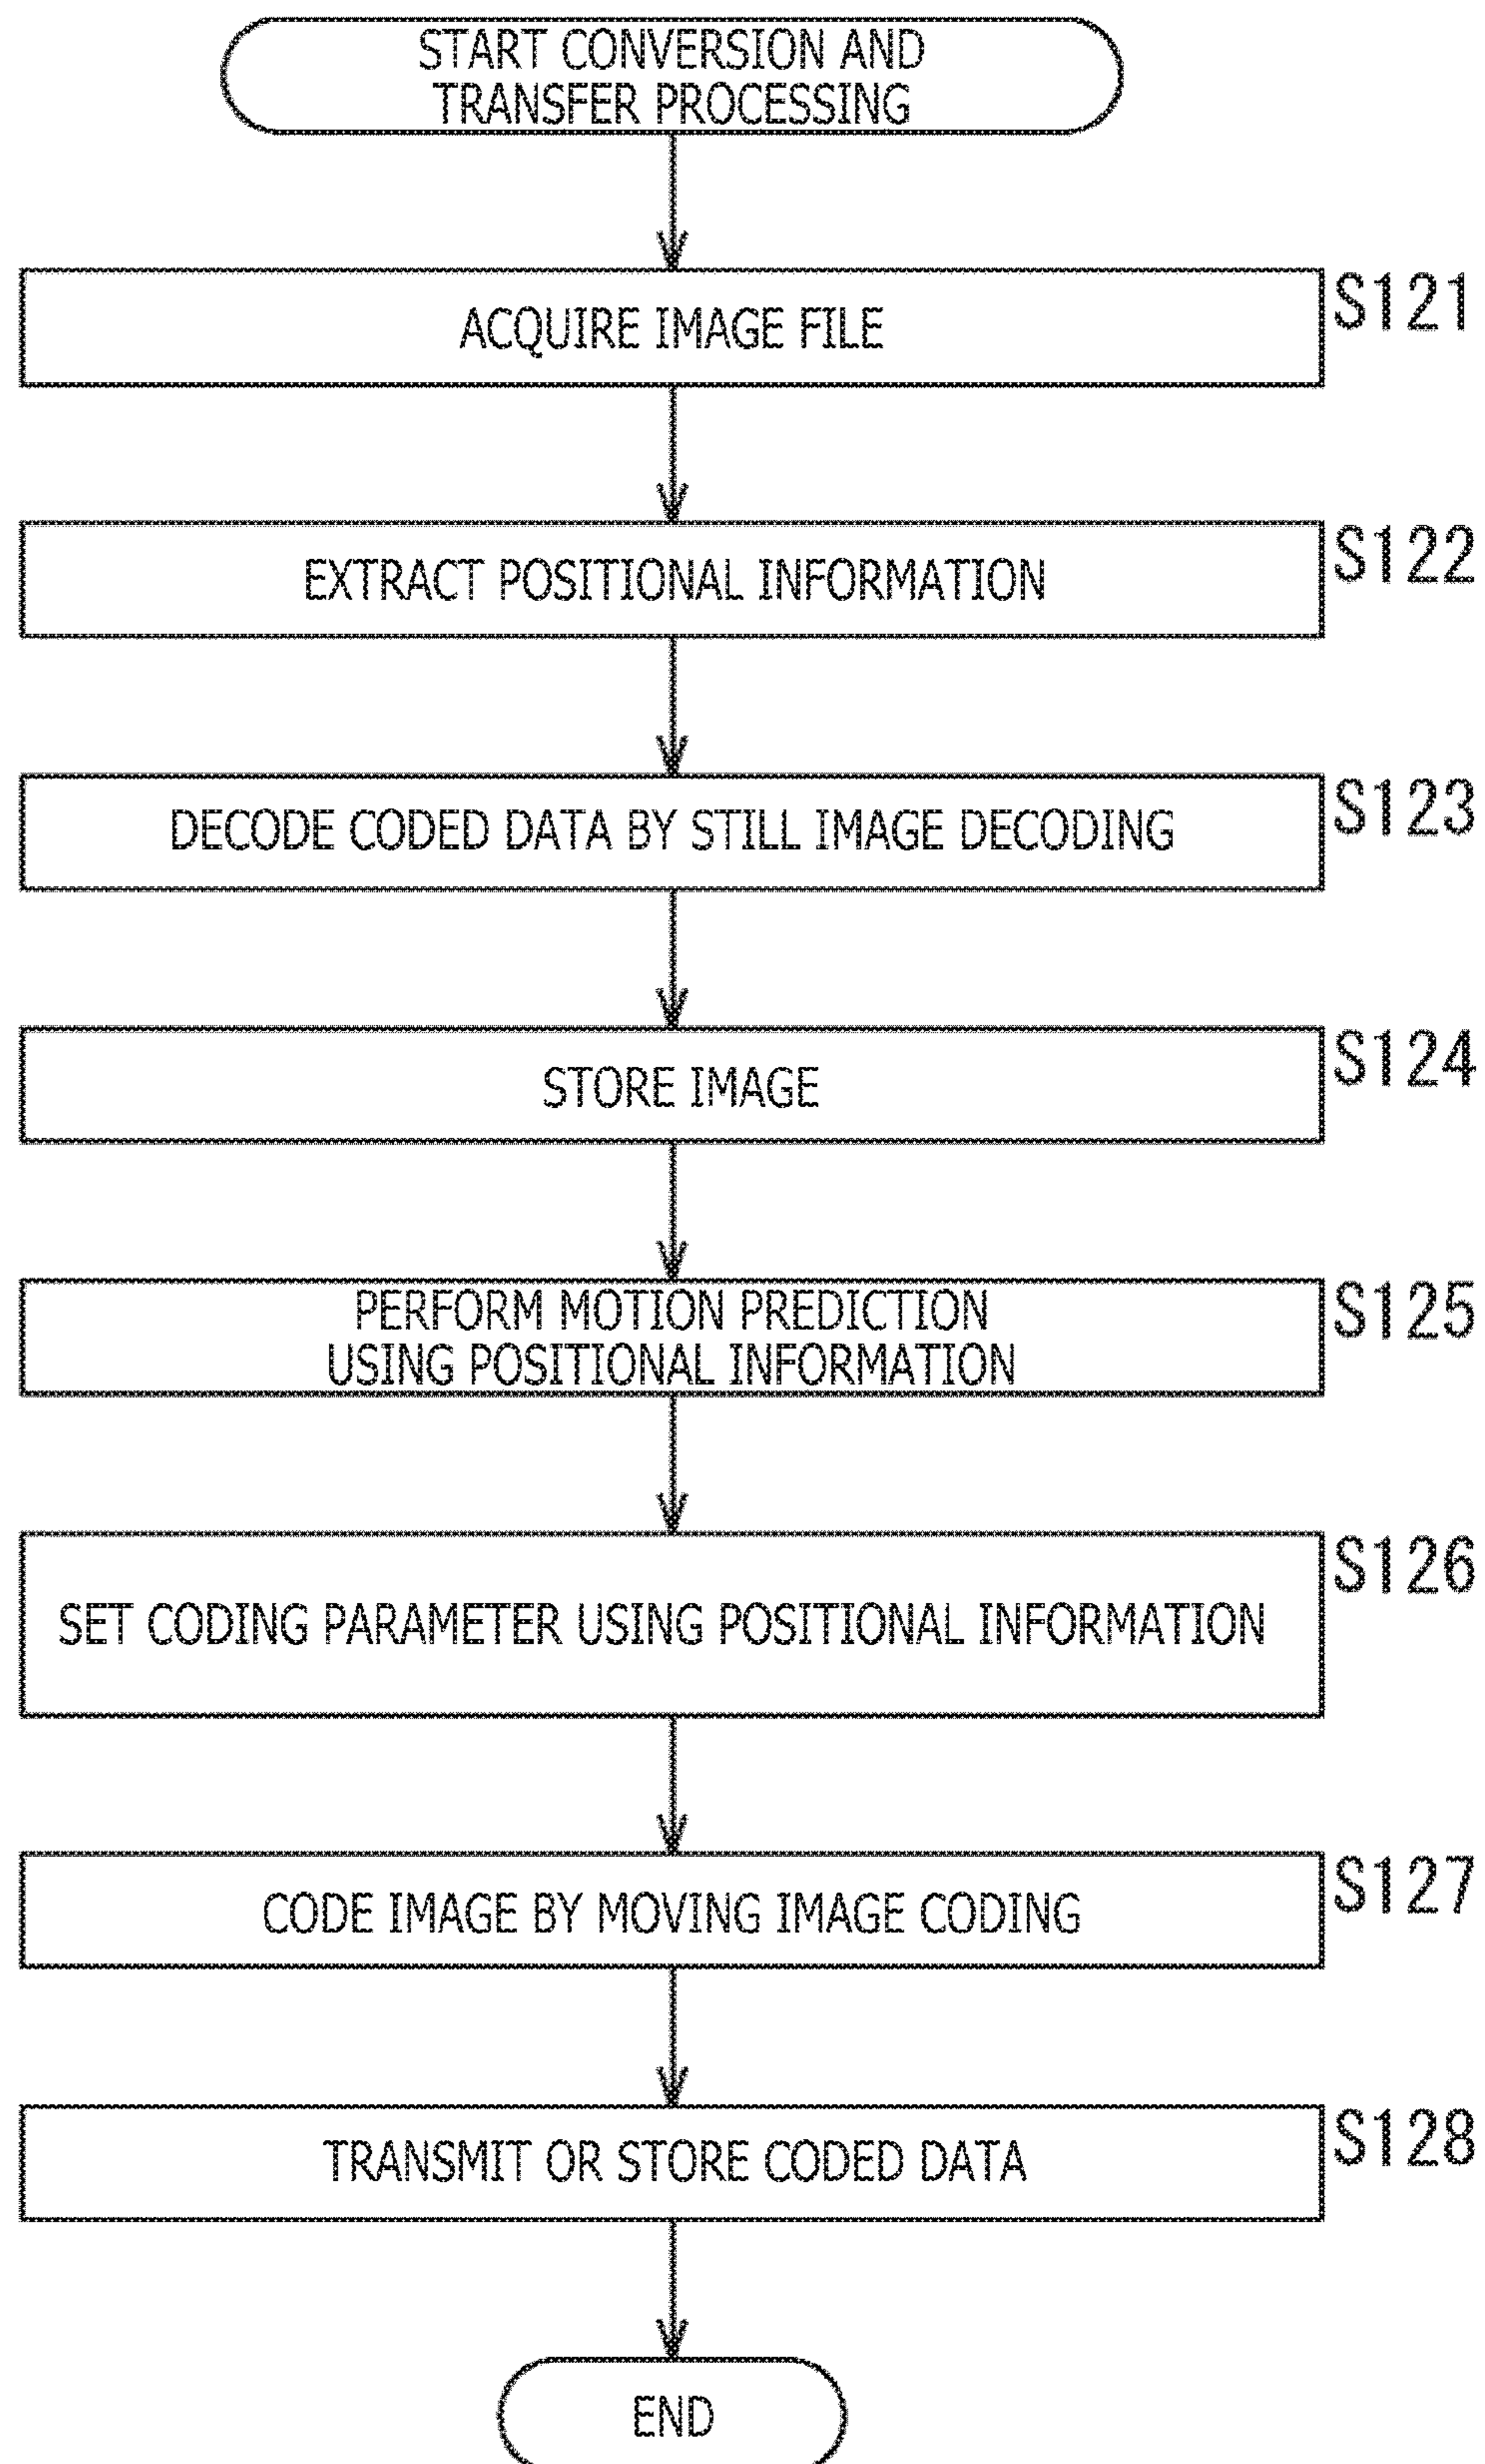 START CONVERSION AND
TRANSFER PROCESSING
ACQUIRE IMAGE FILE
S121
EXTRACT POSITIONAL INFORMATION
S122
DECODE CODED DATA BY STILL IMAGE DECODING
S123
STORE IMAGE
S124
PERFORM MOTION PREDICTION
USING POSITIONAL INFORMATION
S125
SET CODING PARAMETER USING POSITIONAL INFORMATION
S126
CODE IMAGE BY MOVING IMAGE CODING
S127
TRANSMIT OR STORE CODED DATA
S128
END